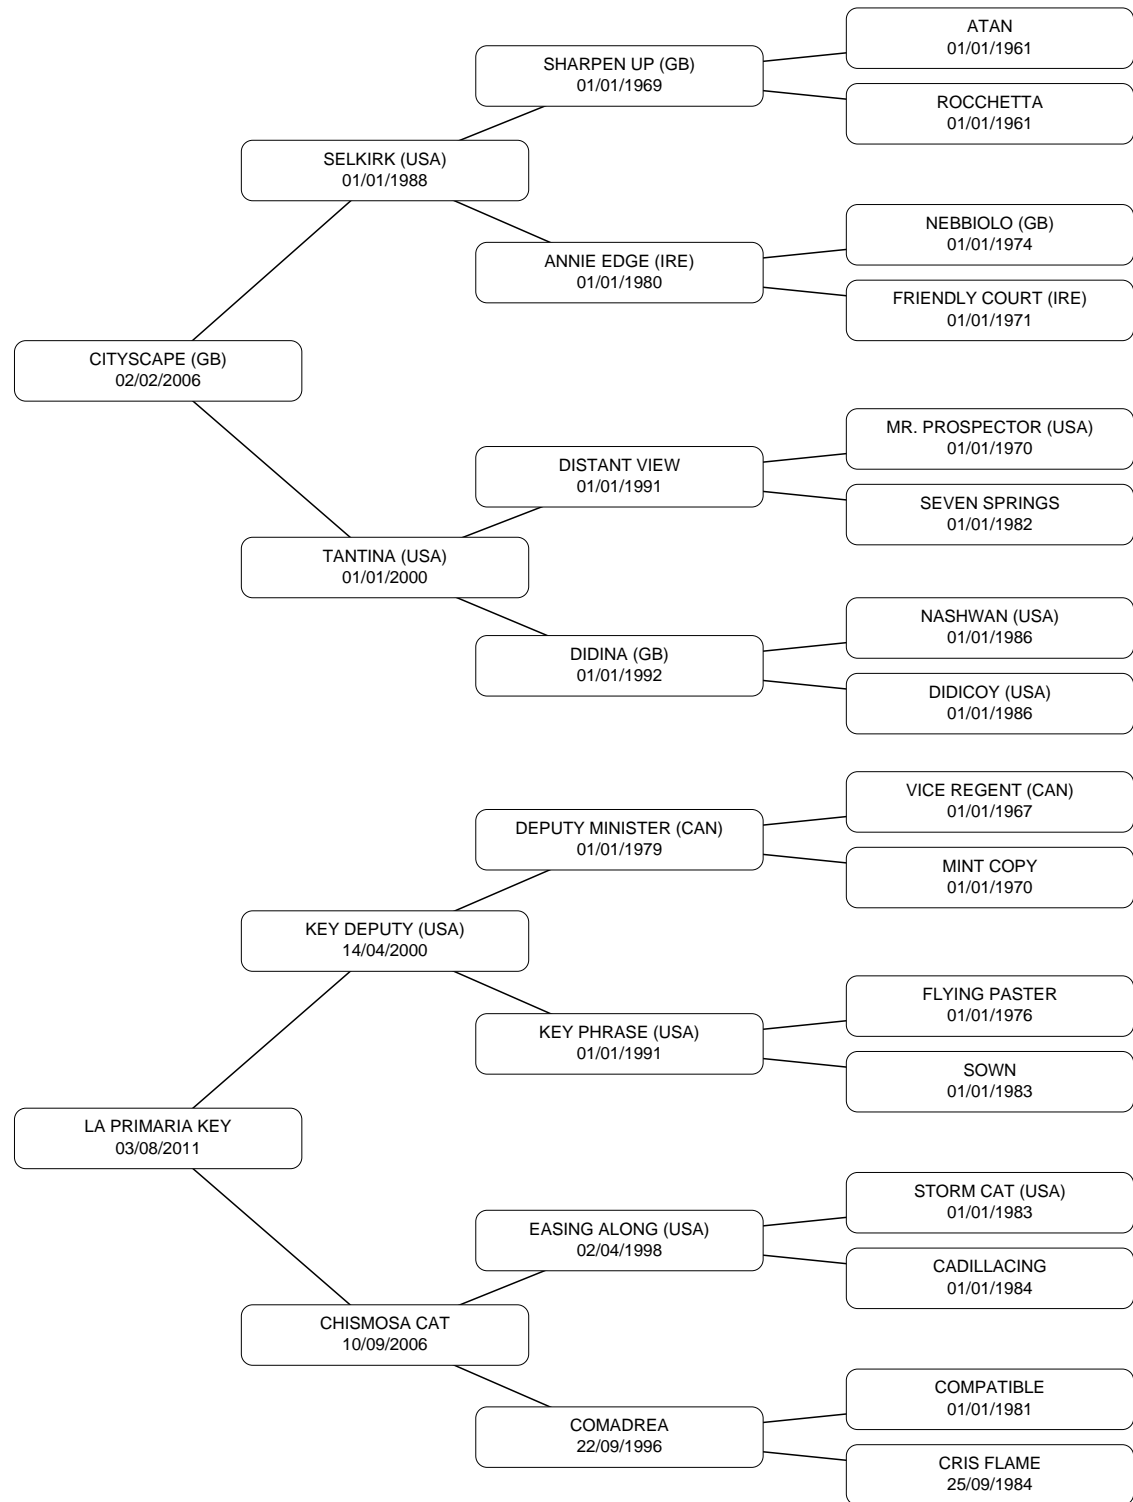 ATAN
01/01/1961
SHARPEN UP (GB)
01/01/1969
ROCCHETTA
01/01/1961
SELKIRK (USA)
01/01/1988
NEBBIOLO (GB)
01/01/1974
ANNIE EDGE (IRE)
01/01/1980
FRIENDLY COURT (IRE)
01/01/1971
CITYSCAPE (GB)
02/02/2006
MR. PROSPECTOR (USA)
01/01/1970
DISTANT VIEW
01/01/1991
SEVEN SPRINGS
01/01/1982
TANTINA (USA)
01/01/2000
NASHWAN (USA)
01/01/1986
DIDINA (GB)
01/01/1992
DIDICOY (USA)
01/01/1986
VICE REGENT (CAN)
01/01/1967
DEPUTY MINISTER (CAN)
01/01/1979
MINT COPY
01/01/1970
KEY DEPUTY (USA)
14/04/2000
FLYING PASTER
01/01/1976
KEY PHRASE (USA)
01/01/1991
SOWN
01/01/1983
LA PRIMARIA KEY
03/08/2011
STORM CAT (USA)
01/01/1983
EASING ALONG (USA)
02/04/1998
CADILLACING
01/01/1984
CHISMOSA CAT
10/09/2006
COMPATIBLE
01/01/1981
COMADREA
22/09/1996
CRIS FLAME
25/09/1984